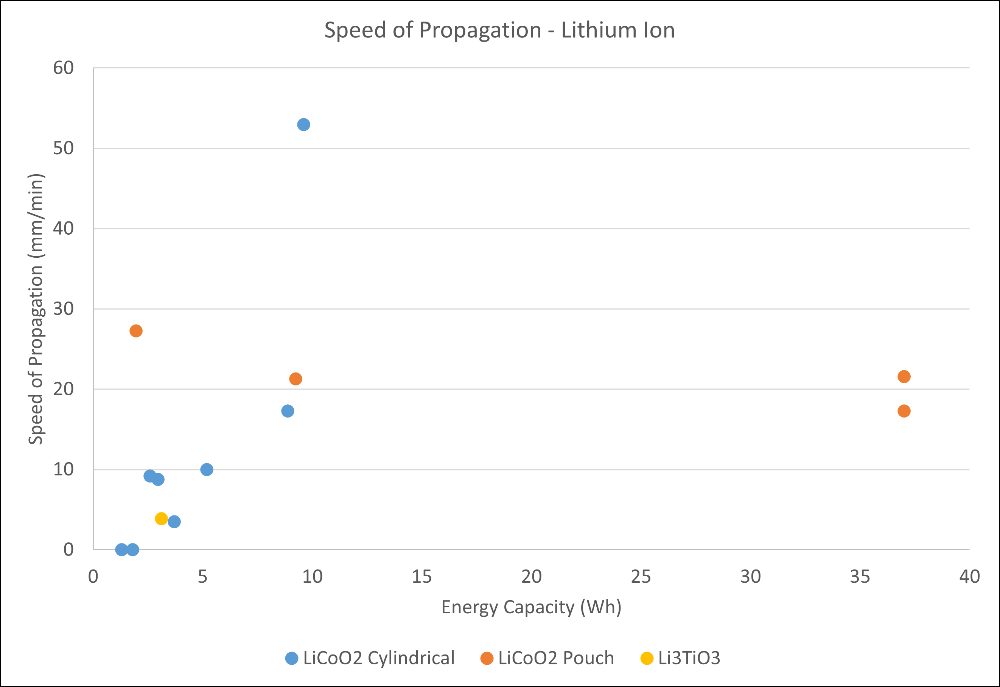 Speed of Propagation - Lithium Ion
60
50
40
30
20
10
0
Speed of Propagation (mm/min)
0 5 10 15 20 25 30 35 40
Energy Capacity (Wh)
LiCoO2 Cylindrical LiCoO2 Pouch Li3TiO3